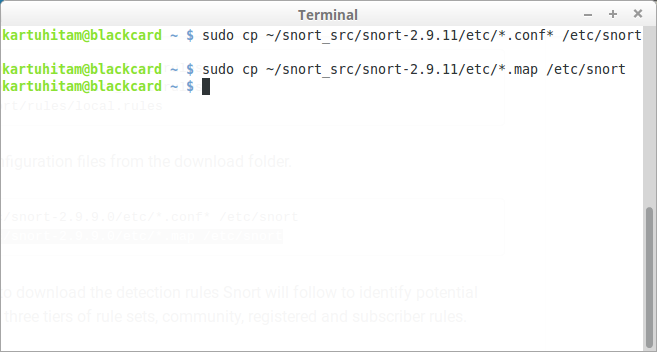 Terminal
kartuhitam@blackcard ~ $ sudo cp ~/snort_src/snort-2.9.11/etc/*.conf* /etc/snort
kartuhitam@blackcard ~ $ sudo cp ~/snort_src/snort-2.9.11/etc/*.map /etc/snort
kartuhitam@blackcard ~ $
ort/rules/local.rules
nfiguration files from the download folder
/snort-2.9.9.0/etc/*.conf* /etc/snort
to download the detection rules Snort will follow to identify potential
three tiers of rule sets, community, registered and subscriber rules.